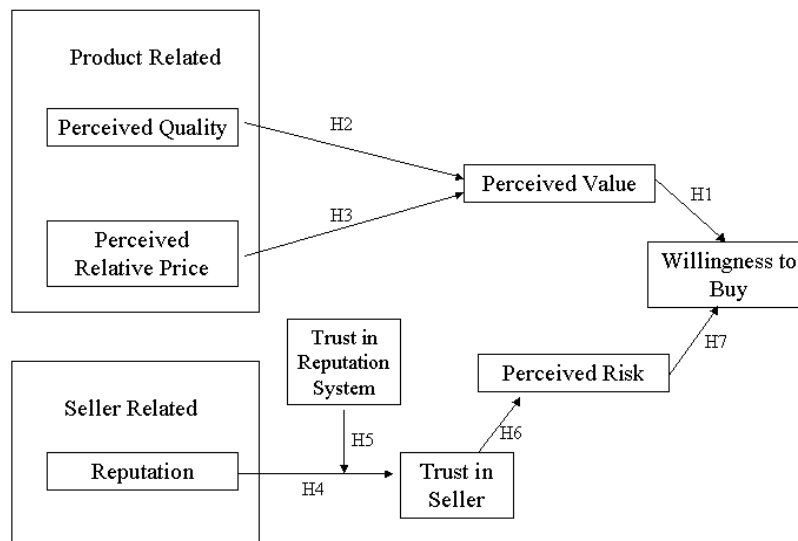 Product Related
Perceived Quality
H2
Perceived Value
H1
H3
Perceived
Relative Price
Willingness to
Buy
Trust in
Reputation
System
H7
Perceived Risk
Seller Related
H6
H5
Reputation
H4
Trust in
Seller